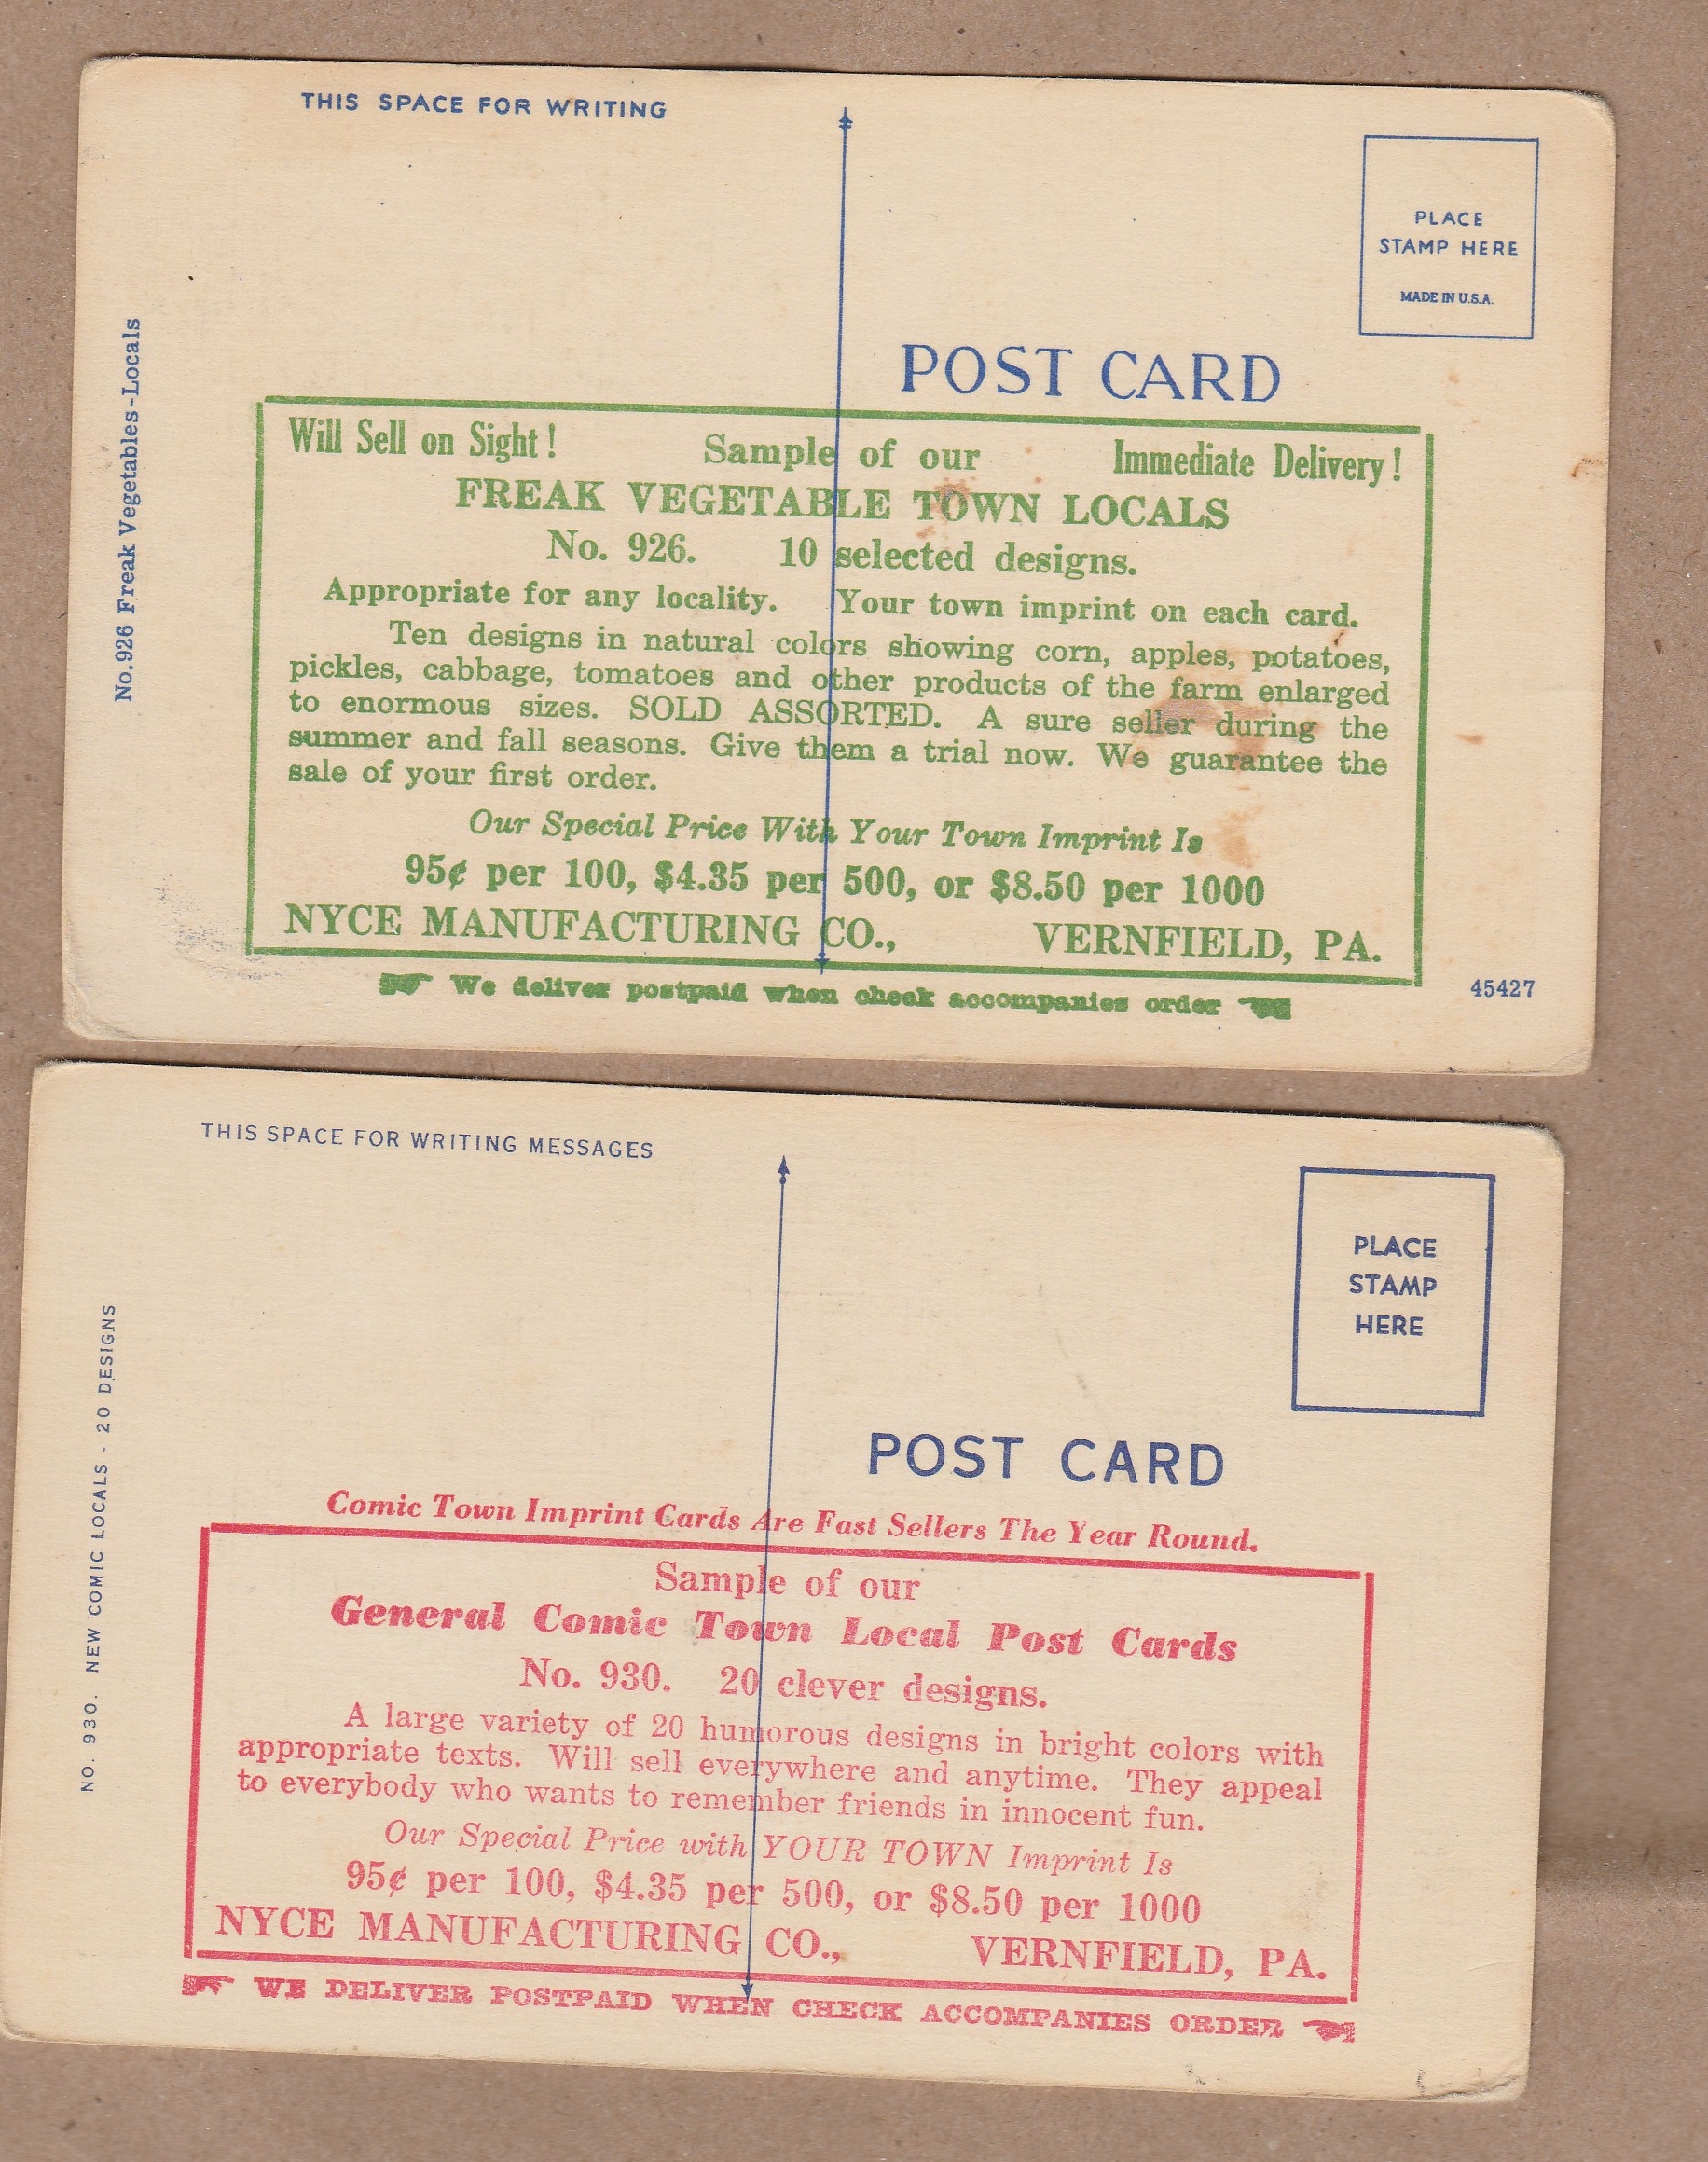 THIS SPACE FOR WRITING
PLACE
STAMP HERE
MADE IN U.S.A.
No.926 Freak Vegetables-Locals
POST CARD
Will Sell on Sight! Sample of our Immediate Delivery!
FREAK VEGETABLE TOWN LOCALS
No. 926. 10 selected designs.
Appropriate for any locality. Your town imprint on each card.
Ten designs in natural colors showing corn, apples, potatoes,
pickles, cabbage, tomatoes and other products of the farm enlarged
to enormous sizes. SOLD ASSORTED. A sure seller during the
summer and fall seasons. Give them a trial now. We guarantee the
sale of your first order.
Our Special Price With Your Town Imprint Is
95¢ per 100, $4.35 per 500, or $8.50 per 1000
NYCE MANUFACTURING CO., VERNFIELD, PA.
☞ We deliver postpaid when check accompanies order ☜
45427
THIS SPACE FOR WRITING MESSAGES
PLACE
STAMP
HERE
NO. 930. NEW COMIC LOCALS - 20 DESIGNS
POST CARD
Comic Town Imprint Cards Are Fast Sellers The Year Round.
Sample of our
General Comic Town Local Post Cards
No. 930. 20 clever designs.
A large variety of 20 humorous designs in bright colors with
appropriate texts. Will sell everywhere and anytime. They appeal
to everybody who wants to remember friends in innocent fun.
Our Special Price with YOUR TOWN Imprint Is
95¢ per 100, $4.35 per 500, or $8.50 per 1000
NYCE MANUFACTURING CO., VERNFIELD, PA.
☞ WE DELIVER POSTPAID WHEN CHECK ACCOMPANIES ORDER ☜